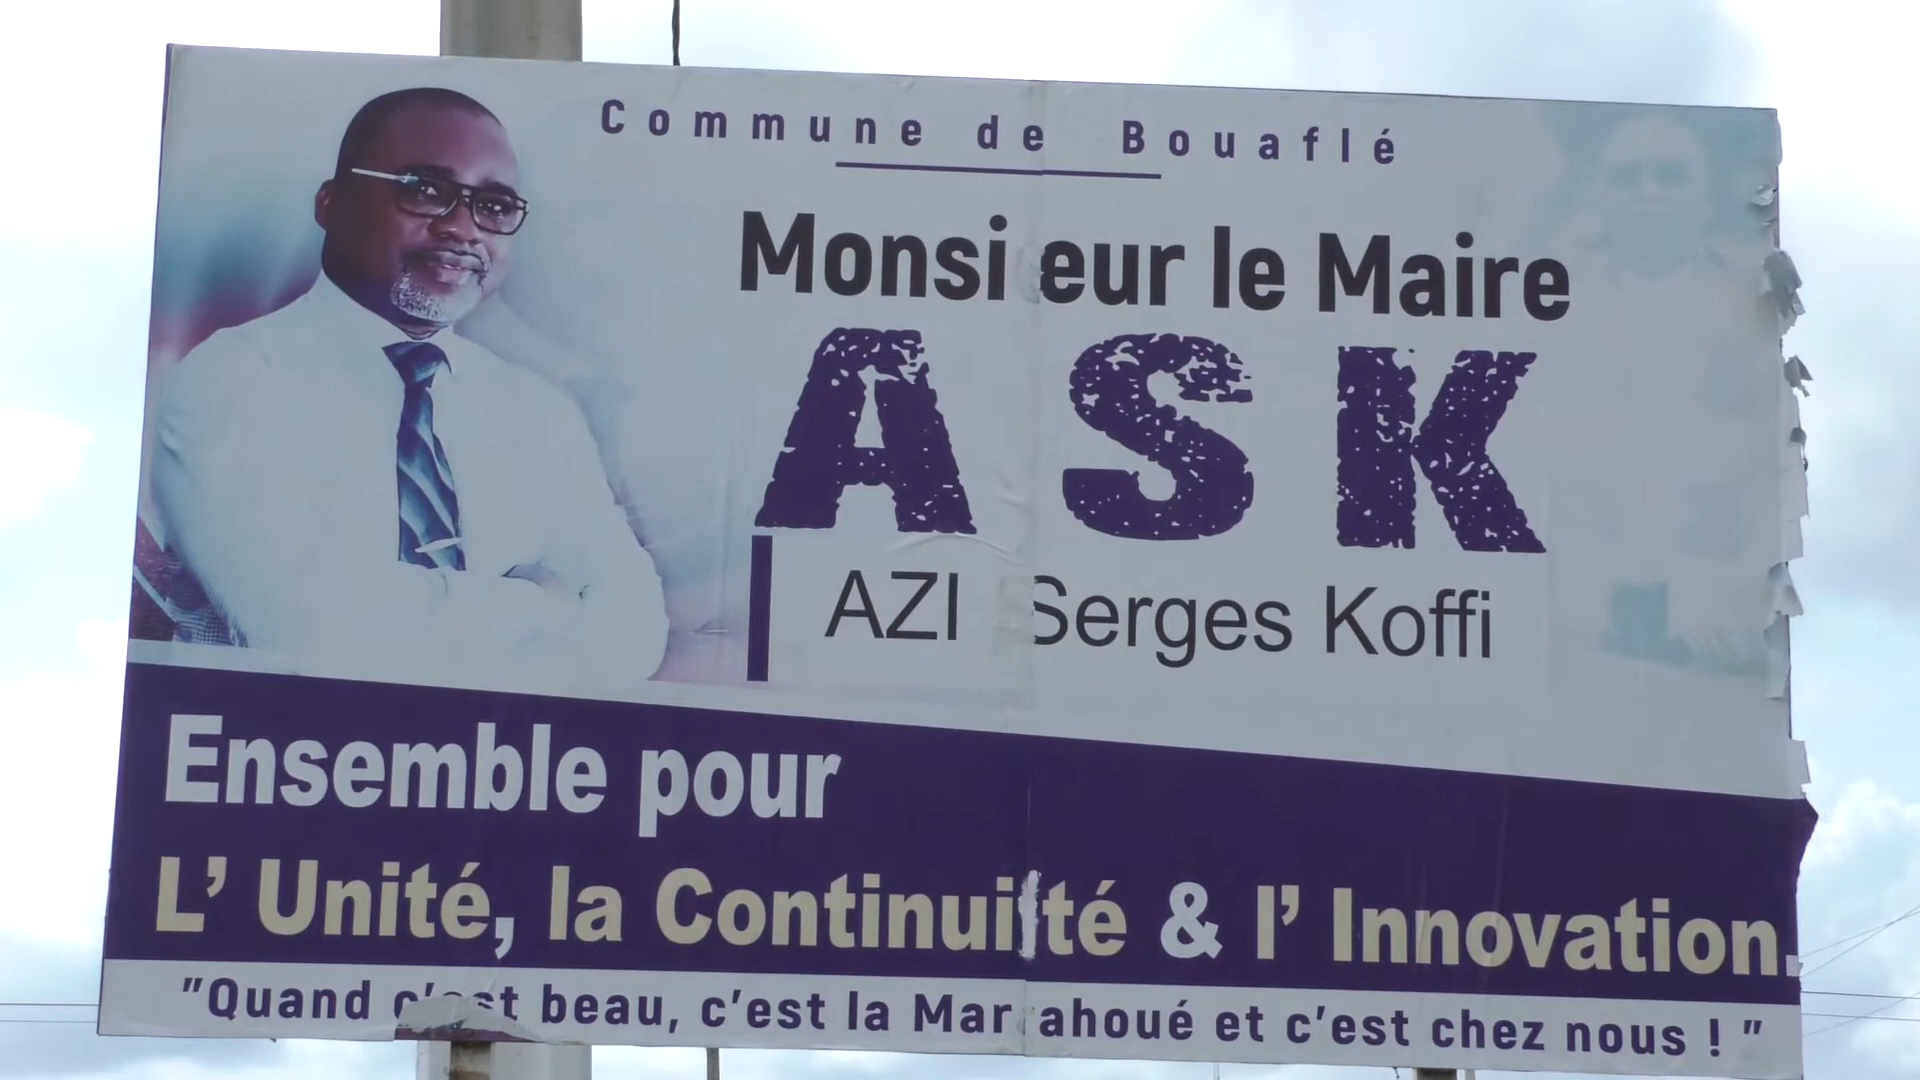 Commune de Bouaflé
Monsieur le Maire
ASK
AZI Serges Koffi
Ensemble pour
L' Unité, la Continuité & l' Innovation.
"Quand c'est beau, c'est la Marahoué et c'est chez nous ! "